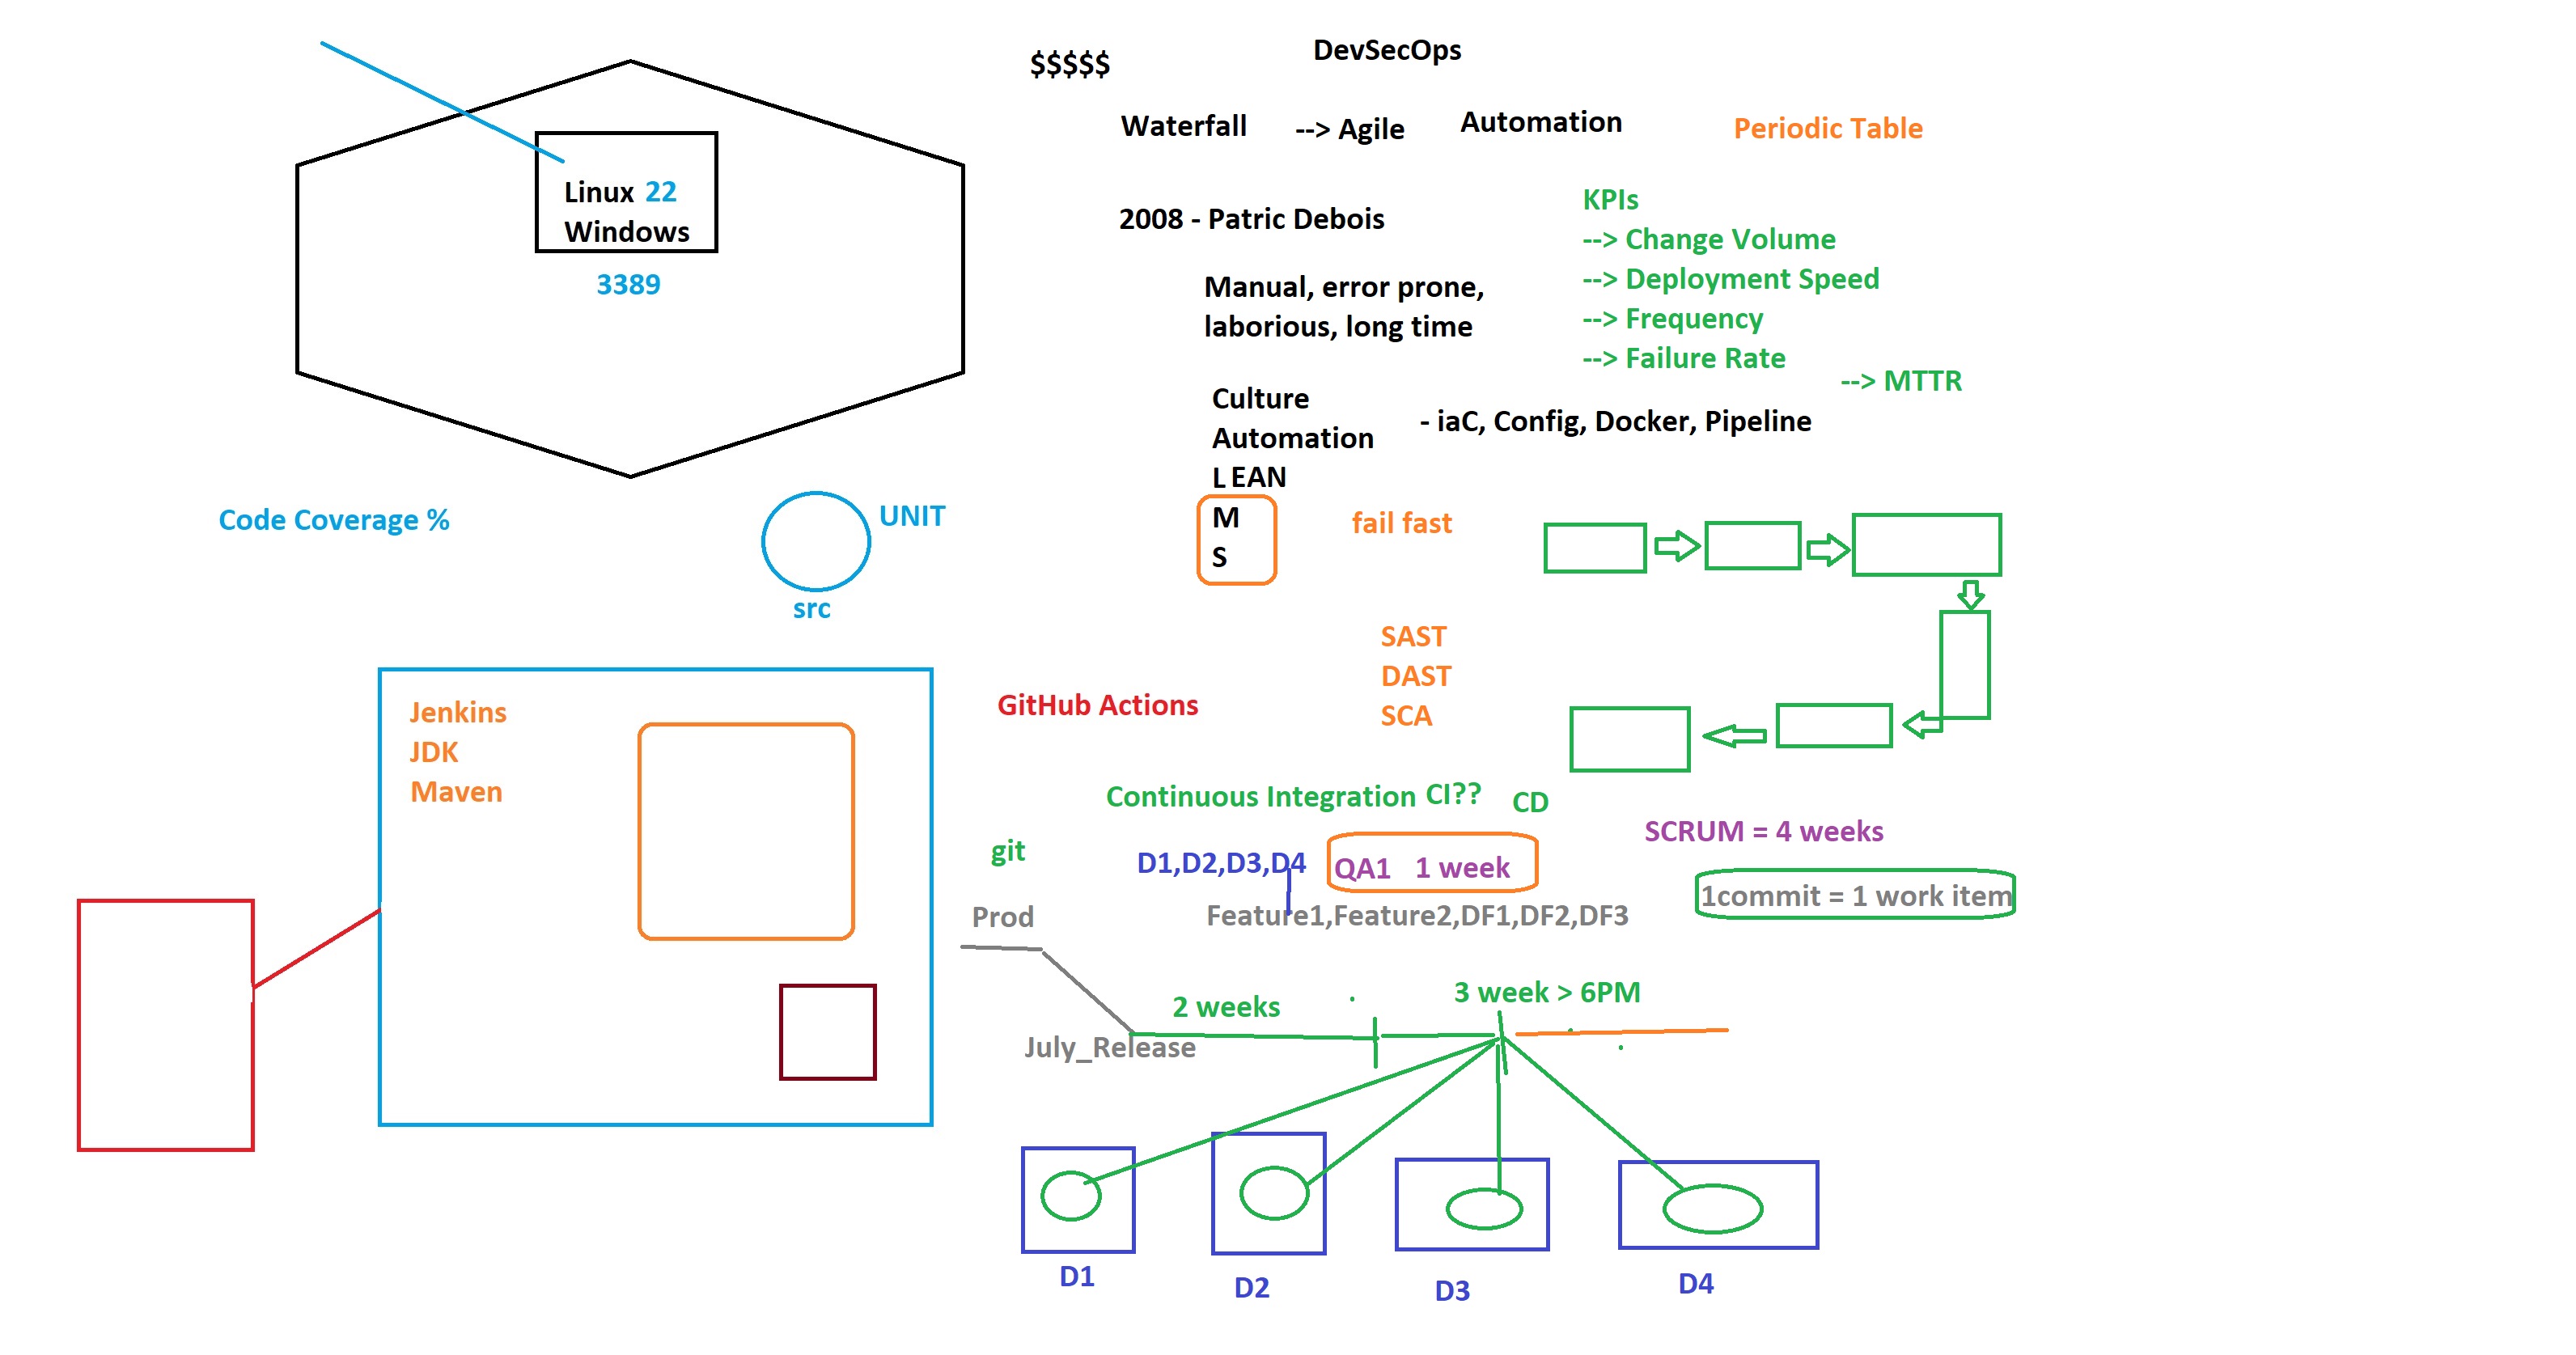 $$$$$
DevSecOps
Waterfall --> Agile Automation Periodic Table
Linux 22
Windows
3389
2008 - Patric Debois
Manual, error prone,
laborious, long time
KPIs
--> Change Volume
--> Deployment Speed
--> Frequency
--> Failure Rate
--> MTTR
Culture
Automation - iaC, Config, Docker, Pipeline
L EAN
M
S
fail fast
Code Coverage %
UNIT
src
SAST
DAST
SCA
Jenkins
JDK
Maven
GitHub Actions
Continuous Integration CI?? CD
SCRUM = 4 weeks
git
D1,D2,D3,D4 QA1 1 week
1commit = 1 work item
Prod
Feature1,Feature2,DF1,DF2,DF3
2 weeks
3 week > 6PM
July_Release
D1
D2
D3
D4